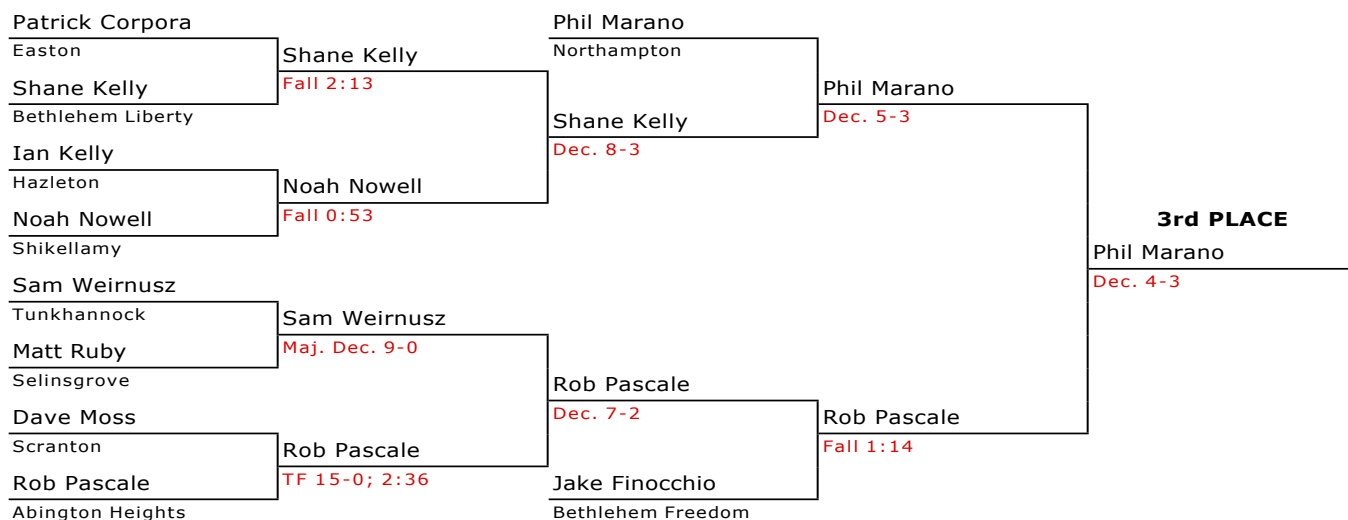 Patrick Corpora
Easton
Shane Kelly
Bethlehem Liberty
Ian Kelly
Hazleton
Noah Nowell
Shikellamy
Sam Weirnusz
Tunkhannock
Matt Ruby
Selinsgrove
Dave Moss
Scranton
Rob Pascale
Abington Heights
Shane Kelly
Fall 2:13
Noah Nowell
Fall 0:53
Sam Weirnusz
Maj. Dec. 9-0
Rob Pascale
TF 15-0; 2:36
Phil Marano
Northampton
Shane Kelly
Dec. 8-3
Rob Pascale
Dec. 7-2
Jake Finocchio
Bethlehem Freedom
Phil Marano
Dec. 5-3
Rob Pascale
Fall 1:14
3rd PLACE
Phil Marano
Dec. 4-3